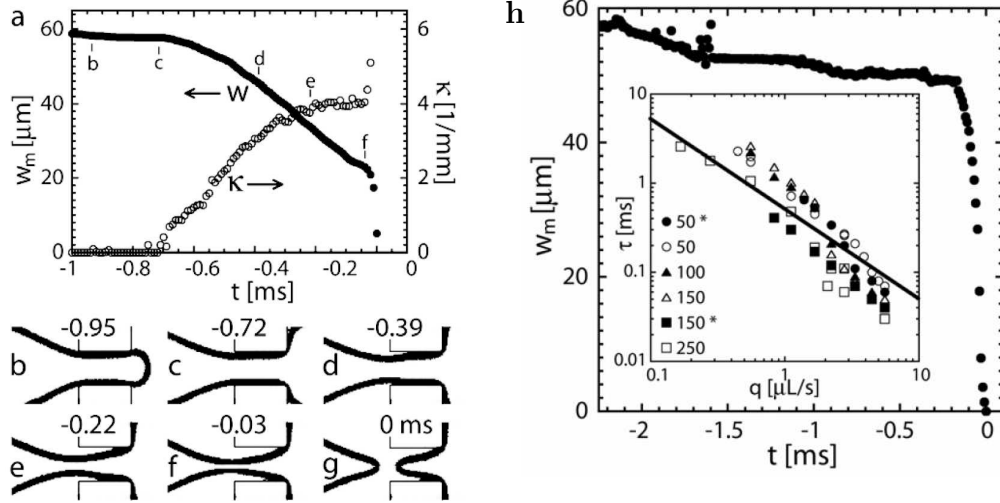 a
60
40
20
0
w_m [μm]
6
4
2
0
κ [1/mm]
b
c
d
e
f
w
κ
-1
-0.8
-0.6
-0.4
-0.2
0
t [ms]
b
-0.95
c
-0.72
d
-0.39
e
-0.22
f
-0.03
g
0 ms
h
60
40
20
0
w_m [μm]
-2
-1.5
-1
-0.5
0
t [ms]
10
1
0.1
0.01
τ [ms]
50 *
50
100
150
150 *
250
0.1
1
10
q [μL/s]